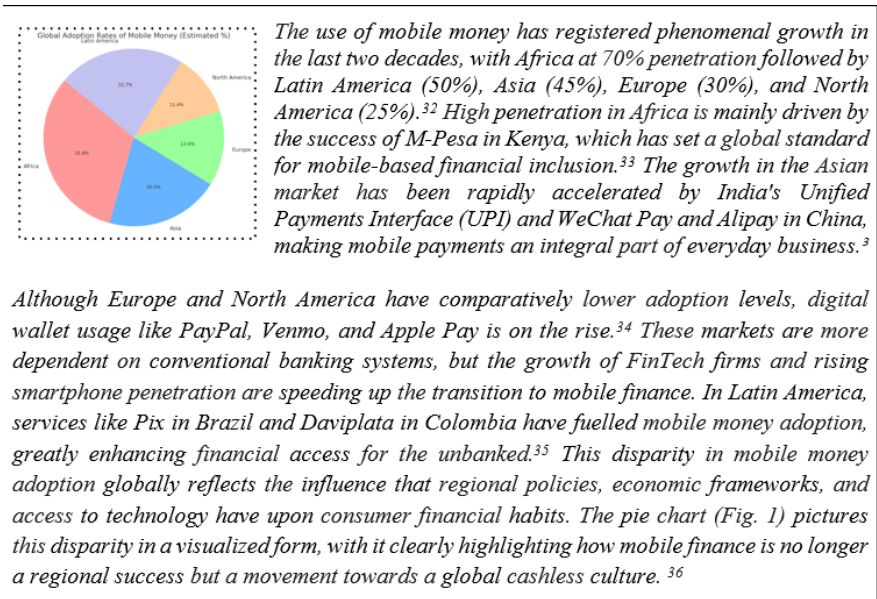 Global Adoption Rates of Mobile Money (Estimated %)
Latin America
22.7%
North America
11.4%
31.8%
13.6%
Europe
Africa
20.5%
Asia
The use of mobile money has registered phenomenal growth in
the last two decades, with Africa at 70% penetration followed by
Latin America (50%), Asia (45%), Europe (30%), and North
America (25%).³² High penetration in Africa is mainly driven by
the success of M-Pesa in Kenya, which has set a global standard
for mobile-based financial inclusion.³³ The growth in the Asian
market has been rapidly accelerated by India's Unified
Payments Interface (UPI) and WeChat Pay and Alipay in China,
making mobile payments an integral part of everyday business.³
Although Europe and North America have comparatively lower adoption levels, digital
wallet usage like PayPal, Venmo, and Apple Pay is on the rise.³⁴ These markets are more
dependent on conventional banking systems, but the growth of FinTech firms and rising
smartphone penetration are speeding up the transition to mobile finance. In Latin America,
services like Pix in Brazil and Daviplata in Colombia have fuelled mobile money adoption,
greatly enhancing financial access for the unbanked.³⁵ This disparity in mobile money
adoption globally reflects the influence that regional policies, economic frameworks, and
access to technology have upon consumer financial habits. The pie chart (Fig. 1) pictures
this disparity in a visualized form, with it clearly highlighting how mobile finance is no longer
a regional success but a movement towards a global cashless culture. ³⁶